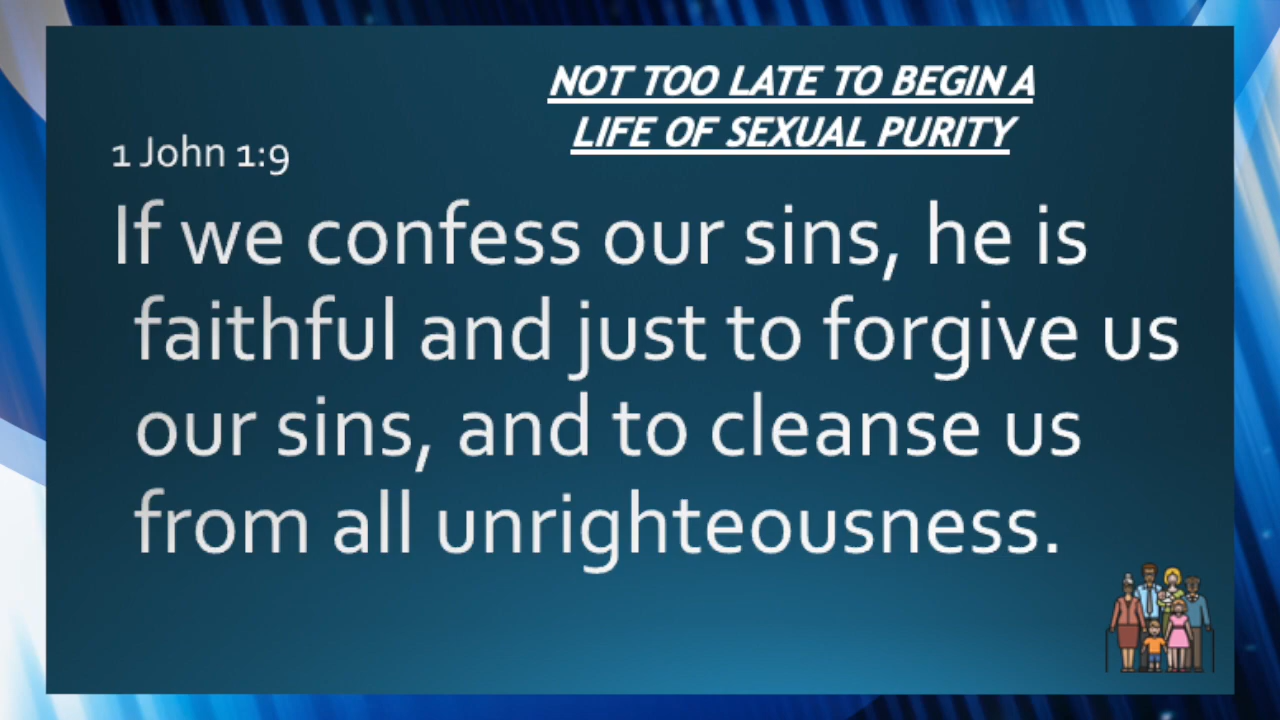 NOT TOO LATE TO BEGIN A
LIFE OF SEXUAL PURITY
1 John 1:9
If we confess our sins, he is
faithful and just to forgive us
our sins, and to cleanse us
from all unrighteousness.